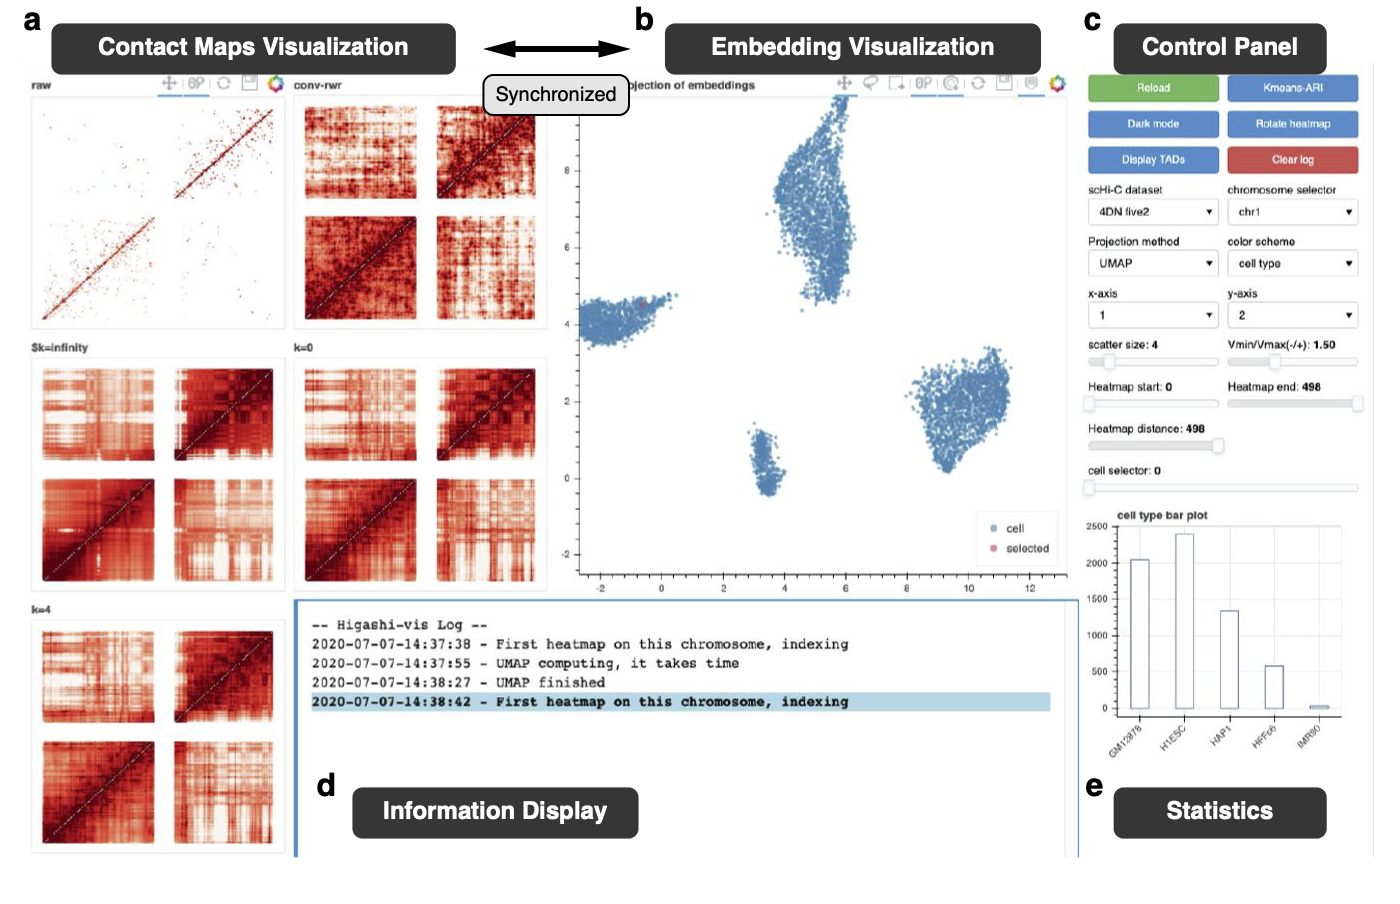 a
Contact Maps Visualization
b
Embedding Visualization
c
Control Panel
Synchronized
raw
conv-rwr
ojection of embeddings
$k=infinity
k=0
k=4
8
6
4
2
0
-2
-2
0
2
4
6
8
10
12
cell
selected
Reload
Kmeans-ARI
Dark mode
Rotate heatmap
Display TADs
Clear log
scHi-C dataset
chromosome selector
4DN five2
chr1
Projection method
color scheme
UMAP
cell type
x-axis
y-axis
1
2
scatter size: 4
Vmin/Vmax(-/+): 1.50
Heatmap start: 0
Heatmap end: 498
Heatmap distance: 498
cell selector: 0
cell type bar plot
2500
2000
1500
1000
500
0
GM12878
H1ESC
HAP1
HFFc6
IMR90
-- Higashi-vis Log --
2020-07-07-14:37:38 - First heatmap on this chromosome, indexing
2020-07-07-14:37:55 - UMAP computing, it takes time
2020-07-07-14:38:27 - UMAP finished
2020-07-07-14:38:42 - First heatmap on this chromosome, indexing
d
Information Display
e
Statistics